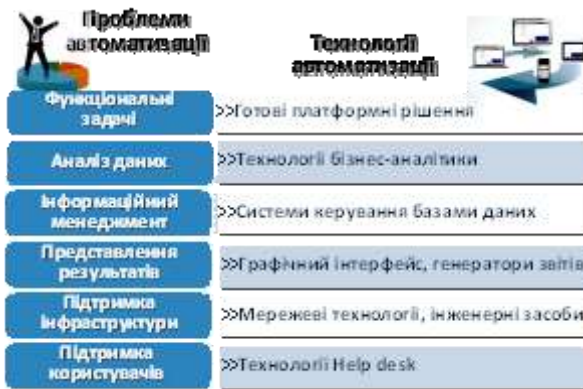 Проблеми
автоматизації
Технології
автоматизації
Функціональні
задачі
>>Готові платформні рішення
Аналіз даних
>>Технології бізнес-аналітики
Інформаційний
менеджмент
>>Системи керування базами даних
Представлення
результатів
>>Графічний інтерфейс, генератори звітів
Підтримка
інфраструктури
>>Мережеві технології, інженерні засоби
Підтримка
користувачів
>>Технології Help desk